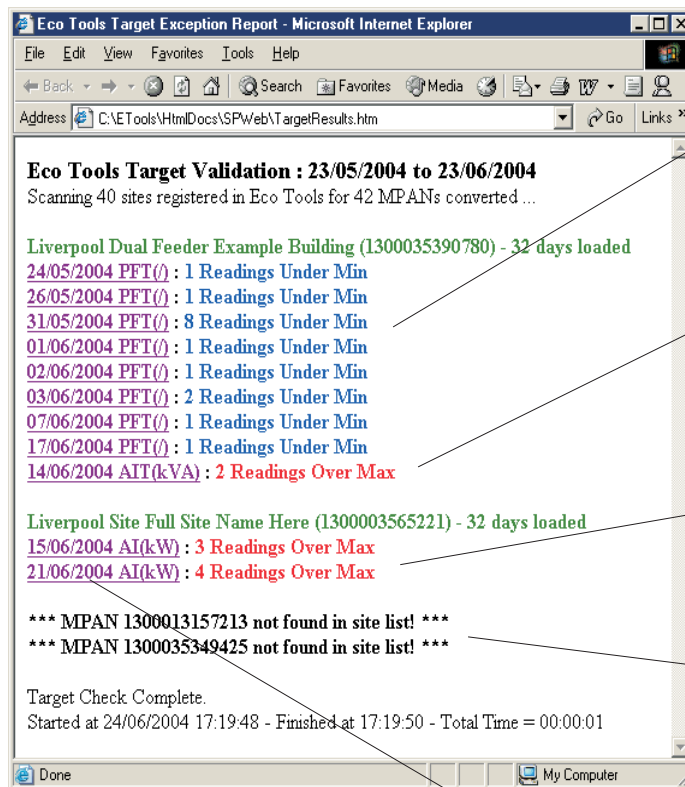 Eco Tools Target Exception Report - Microsoft Internet Explorer
File Edit View Favorites Tools Help
Back Search Favorites Media
Address C:\ETools\HtmlDocs\SPWeb\TargetResults.htm Go Links »
Eco Tools Target Validation : 23/05/2004 to 23/06/2004
Scanning 40 sites registered in Eco Tools for 42 MPANs converted ...
Liverpool Dual Feeder Example Building (1300035390780) - 32 days loaded
24/05/2004 PFT(/) : 1 Readings Under Min
26/05/2004 PFT(/) : 1 Readings Under Min
31/05/2004 PFT(/) : 8 Readings Under Min
01/06/2004 PFT(/) : 1 Readings Under Min
02/06/2004 PFT(/) : 1 Readings Under Min
03/06/2004 PFT(/) : 2 Readings Under Min
07/06/2004 PFT(/) : 1 Readings Under Min
17/06/2004 PFT(/) : 1 Readings Under Min
14/06/2004 AIT(kVA) : 2 Readings Over Max
Liverpool Site Full Site Name Here (1300003565221) - 32 days loaded
15/06/2004 AI(kW) : 3 Readings Over Max
21/06/2004 AI(kW) : 4 Readings Over Max
*** MPAN 1300013157213 not found in site list! ***
*** MPAN 1300035349425 not found in site list! ***
Target Check Complete.
Started at 24/06/2004 17:19:48 - Finished at 17:19:50 - Total Time = 00:00:01
Done My Computer